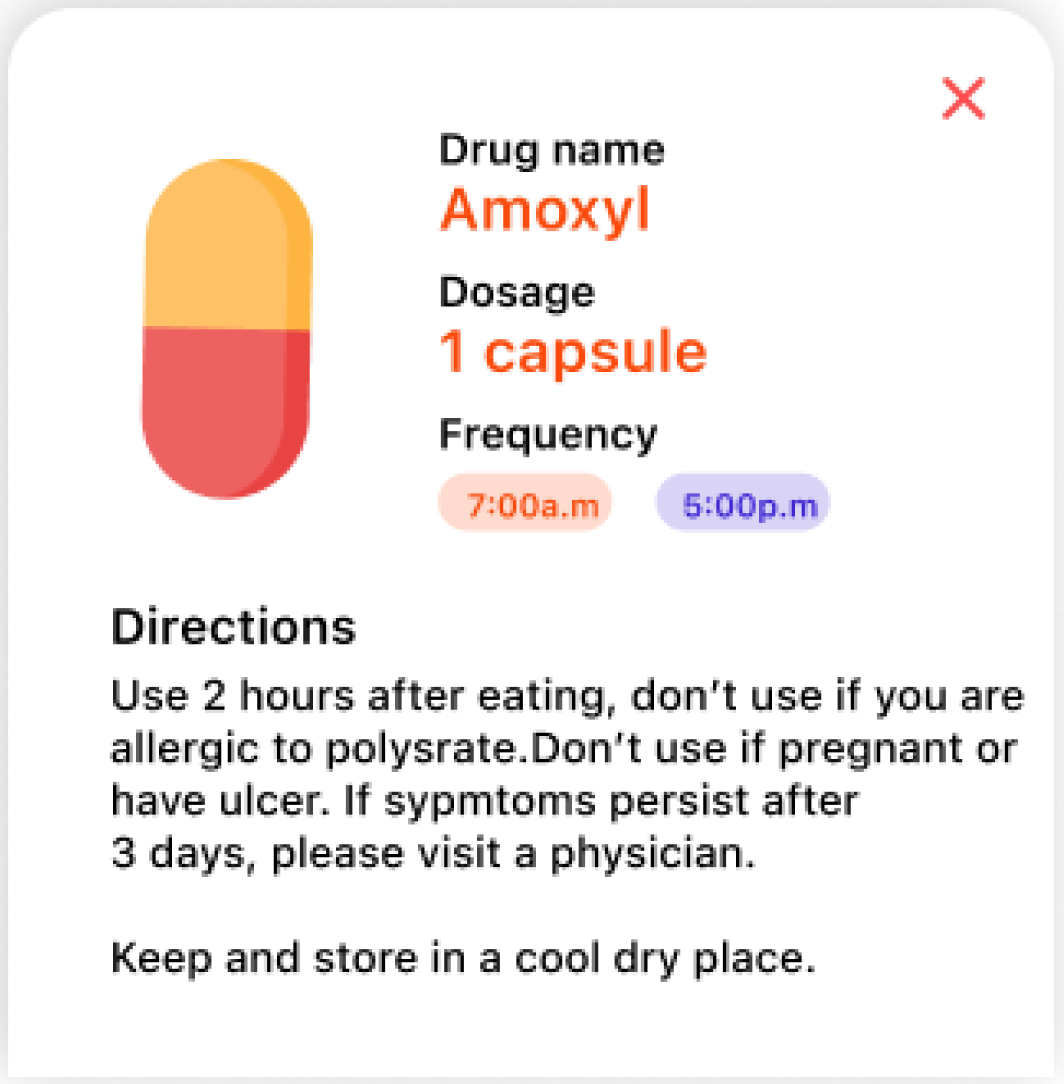 Drug name
Amoxyl
Dosage
1 capsule
Frequency
7:00a.m 5:00p.m
Directions
Use 2 hours after eating, don’t use if you are
allergic to polysrate.Don’t use if pregnant or
have ulcer. If sypmtoms persist after
3 days, please visit a physician.
Keep and store in a cool dry place.